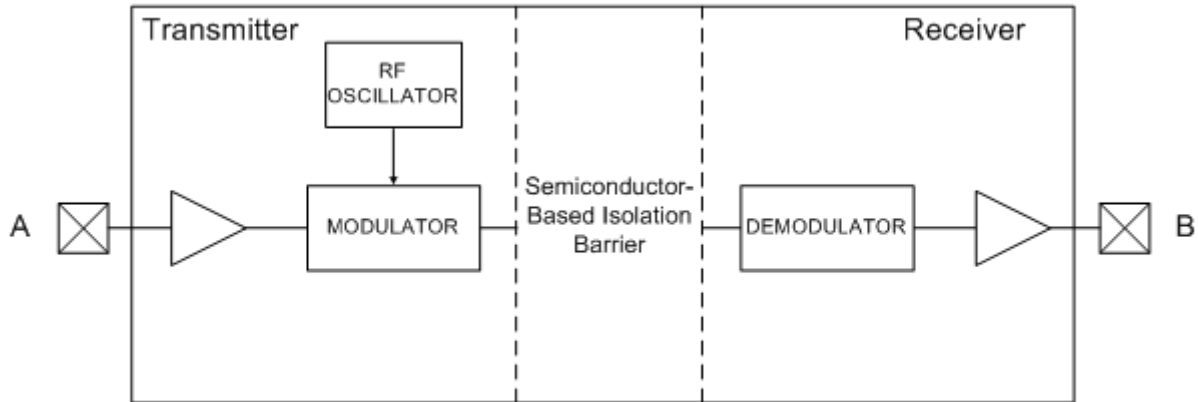 Transmitter
Receiver
RF
OSCILLATOR
A
MODULATOR
Semiconductor-
Based Isolation
Barrier
DEMODULATOR
B